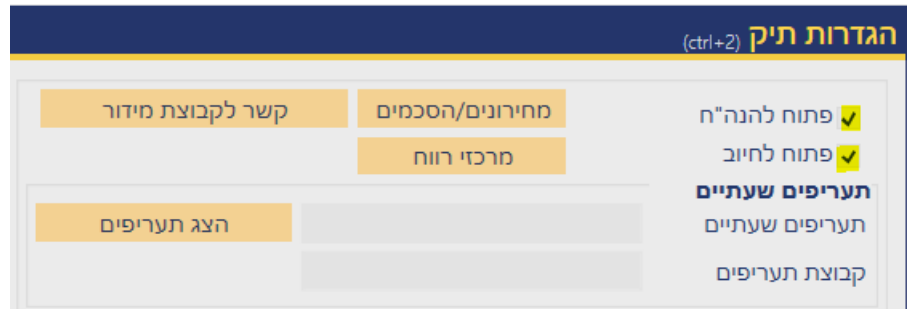 הגדרות תיק (ctrl+2)
פתוח להנה"ח מחירונים/הסכמים קשר לקבוצת מידור
פתוח לחיוב מרכזי רווח
תעריפים שעתיים
תעריפים שעתיים הצג תעריפים
קבוצת תעריפים